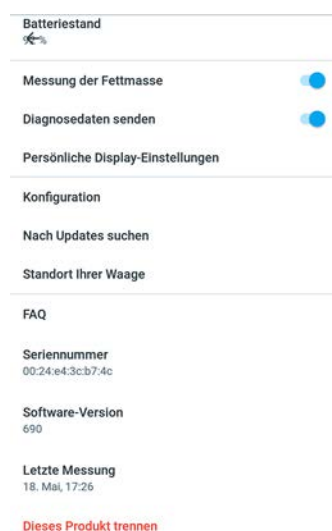 Batteriestand
Messung der Fettmasse
Diagnosedaten senden
Persönliche Display-Einstellungen
Konfiguration
Nach Updates suchen
Standort Ihrer Waage
FAQ
Seriennummer
00:24:e4:3c:b7:4c
Software-Version
690
Letzte Messung
18. Mai, 17:26
Dieses Produkt trennen